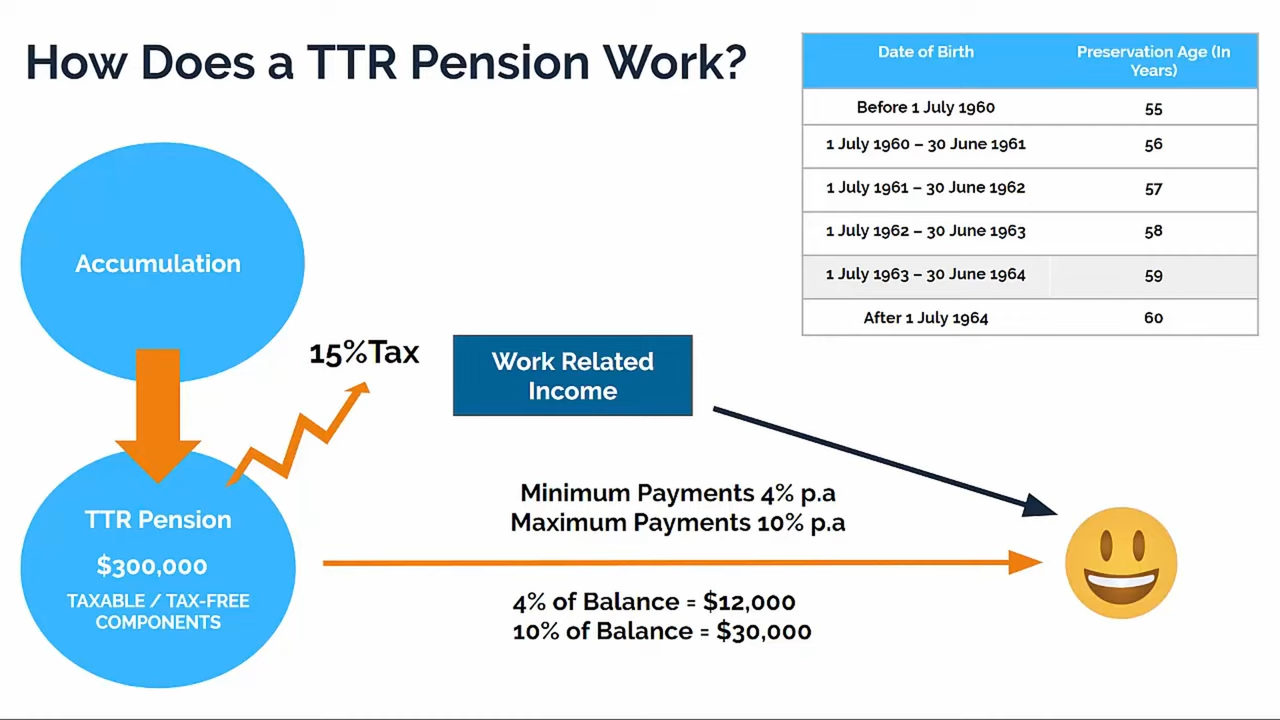 How Does a TTR Pension Work?
Date of Birth
Preservation Age (In
Years)
Before 1 July 1960
55
1 July 1960 – 30 June 1961
56
1 July 1961 – 30 June 1962
57
1 July 1962 – 30 June 1963
58
1 July 1963 – 30 June 1964
59
After 1 July 1964
60
Accumulation
15%Tax
Work Related
Income
TTR Pension
$300,000
TAXABLE / TAX-FREE
COMPONENTS
Minimum Payments 4% p.a
Maximum Payments 10% p.a
4% of Balance = $12,000
10% of Balance = $30,000